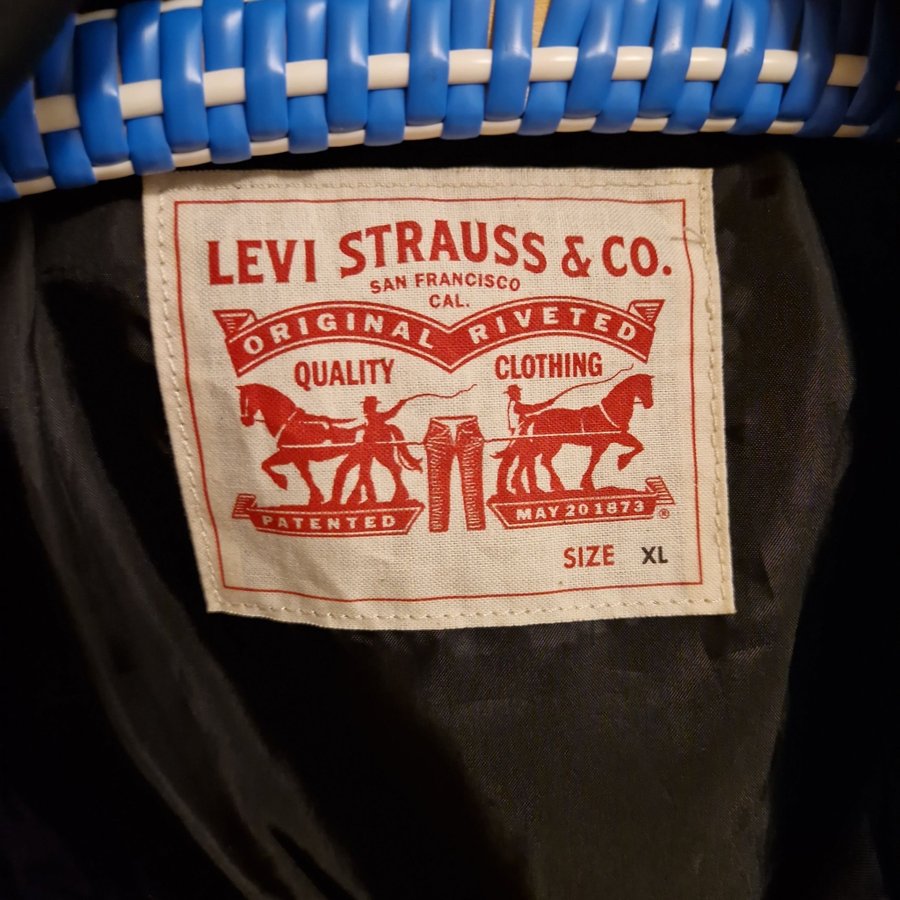 LEVI STRAUSS & CO.
SAN FRANCISCO
CAL.
ORIGINAL RIVETED
QUALITY CLOTHING
PATENTED MAY 20 1873 ®
SIZE XL